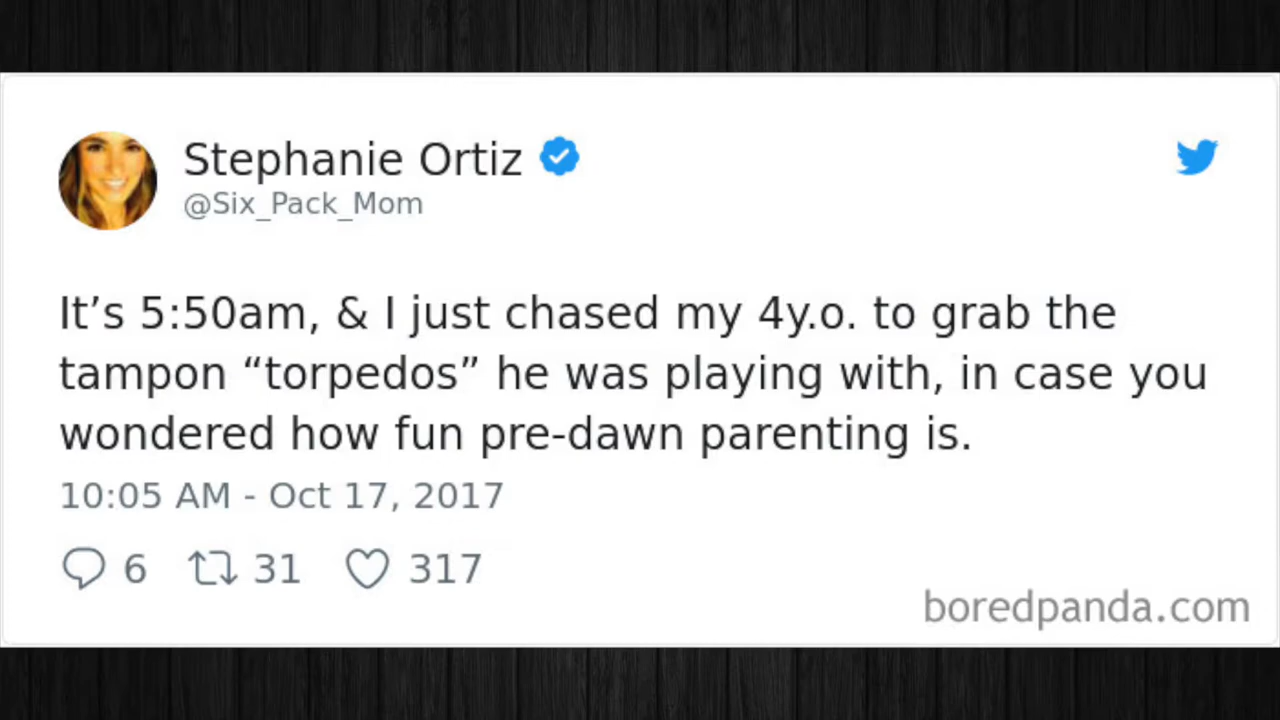 Stephanie Ortiz
@Six_Pack_Mom
It’s 5:50am, & I just chased my 4y.o. to grab the
tampon “torpedos” he was playing with, in case you
wondered how fun pre-dawn parenting is.
10:05 AM - Oct 17, 2017
6 31 317
boredpanda.com